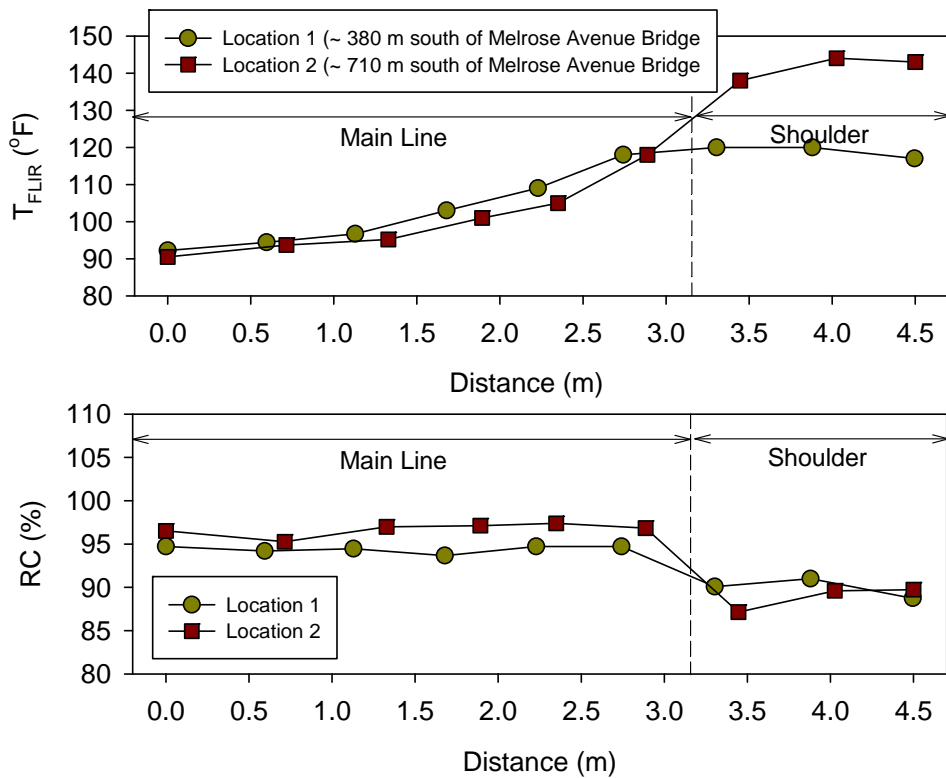 Location 1 (~ 380 m south of Melrose Avenue Bridge
Location 2 (~ 710 m south of Melrose Avenue Bridge
150
140
130
120
110
100
90
80
T_FLIR (°F)
Main Line
Shoulder
0.0 0.5 1.0 1.5 2.0 2.5 3.0 3.5 4.0 4.5
Distance (m)
110
105
100
95
90
85
80
RC (%)
Main Line
Shoulder
Location 1
Location 2
0.0 0.5 1.0 1.5 2.0 2.5 3.0 3.5 4.0 4.5
Distance (m)